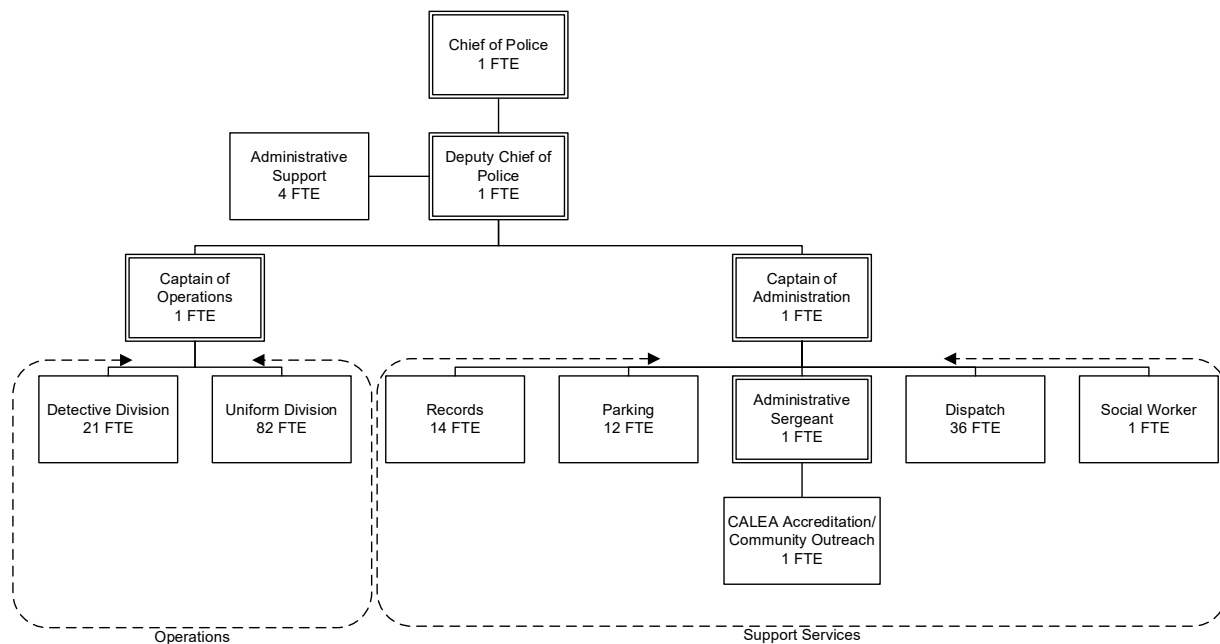 Chief of Police
1 FTE
Administrative
Support
4 FTE
Deputy Chief of
Police
1 FTE
Captain of
Operations
1 FTE
Captain of
Administration
1 FTE
Detective Division
21 FTE
Uniform Division
82 FTE
Records
14 FTE
Parking
12 FTE
Administrative
Sergeant
1 FTE
Dispatch
36 FTE
Social Worker
1 FTE
CALEA Accreditation/
Community Outreach
1 FTE
Operations
Support Services